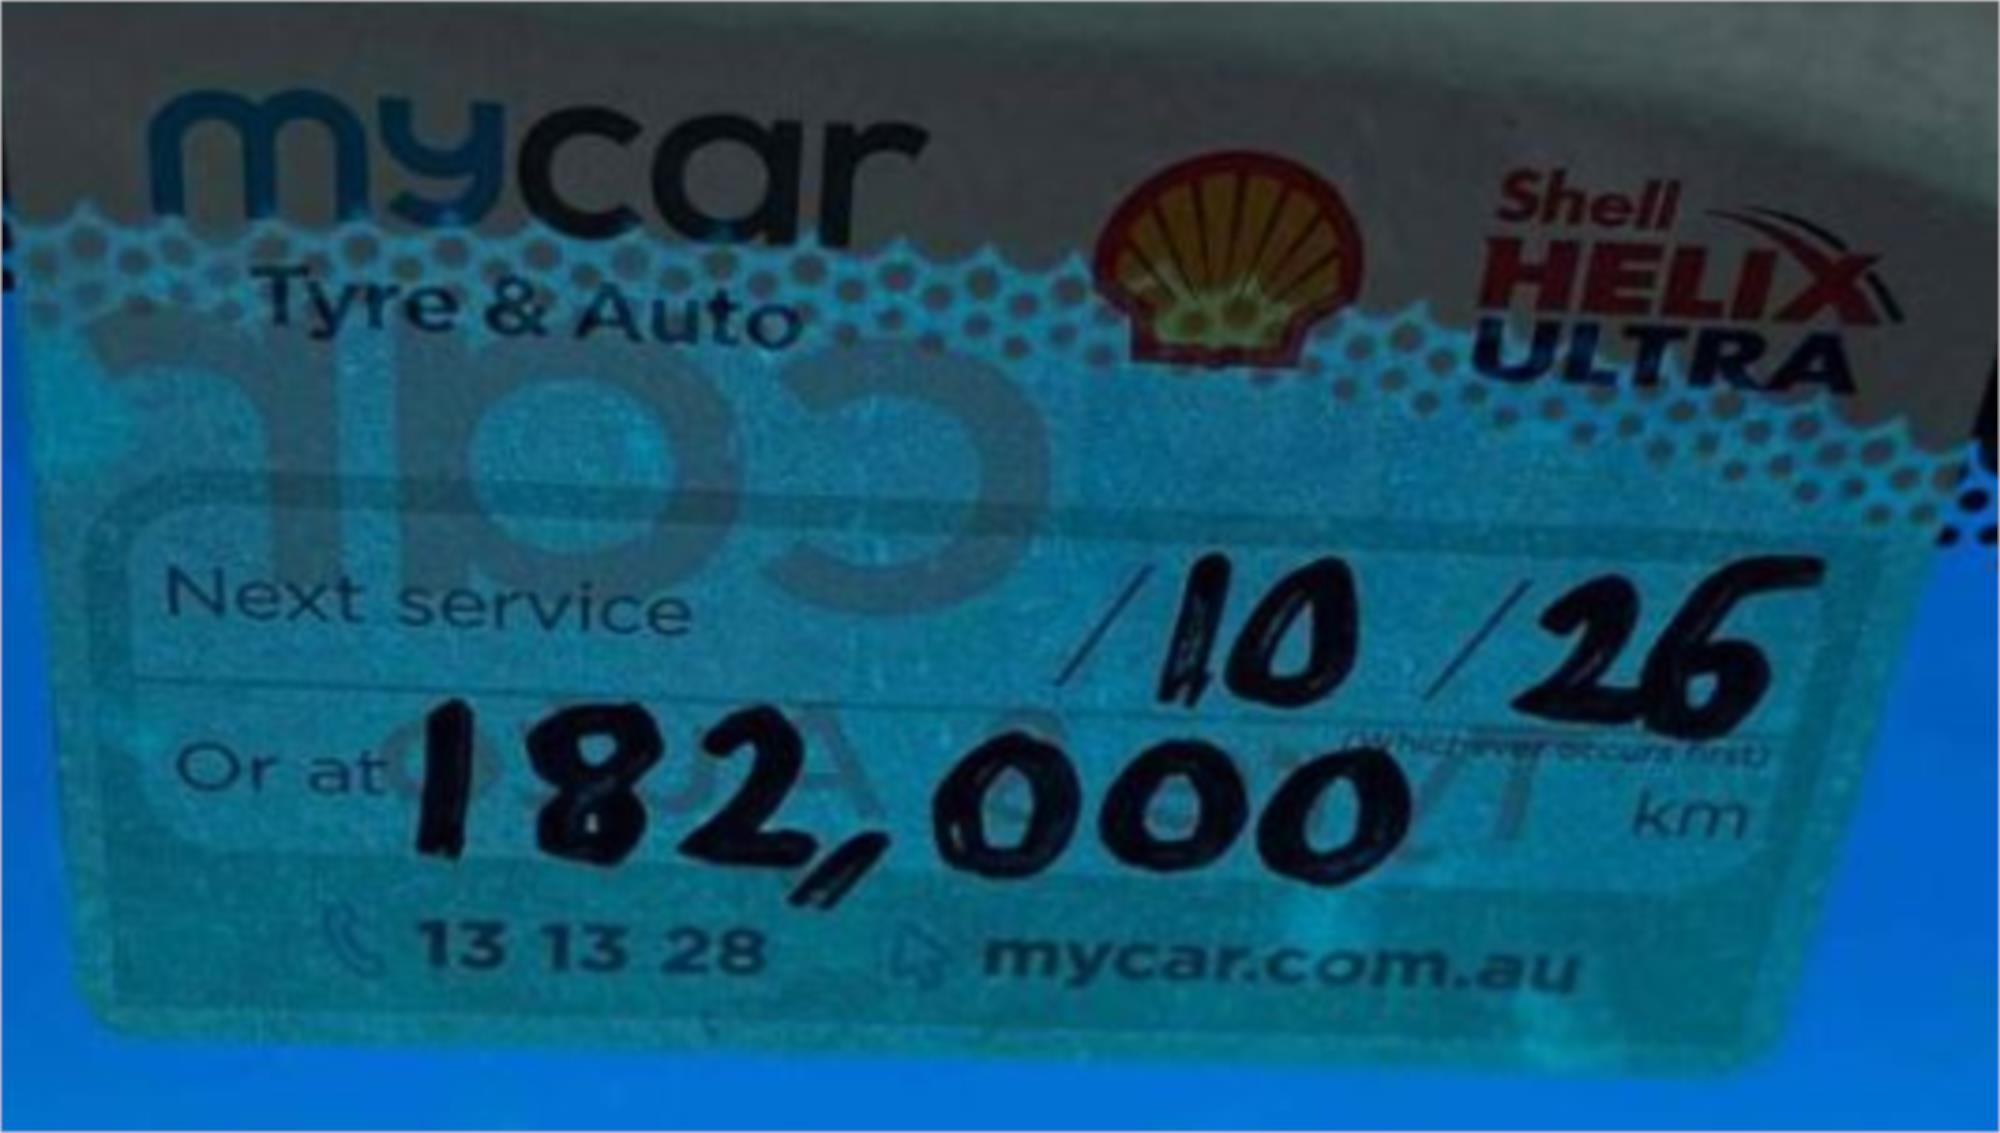 mycar
Tyre & Auto
Shell
HELIX
ULTRA
Next service / 10 / 26
(Whichever occurs first)
Or at 182,000 km
13 13 28 mycar.com.au